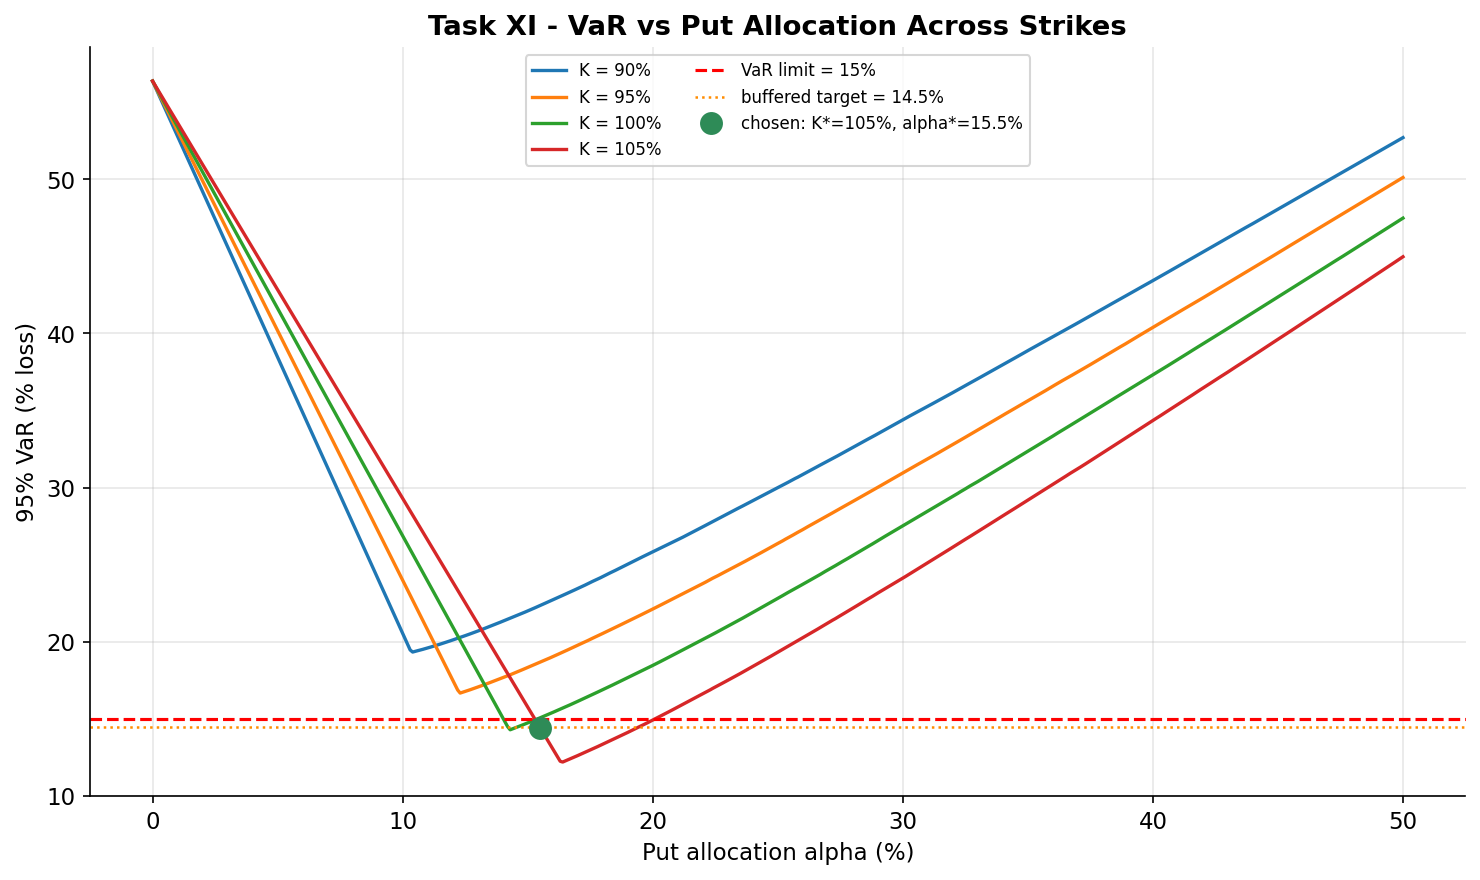 Task XI - VaR vs Put Allocation Across Strikes
K = 90%
K = 95%
K = 100%
K = 105%
VaR limit = 15%
buffered target = 14.5%
chosen: K*=105%, alpha*=15.5%
95% VaR (% loss)
50
40
30
20
10
0
10
20
30
40
50
Put allocation alpha (%)